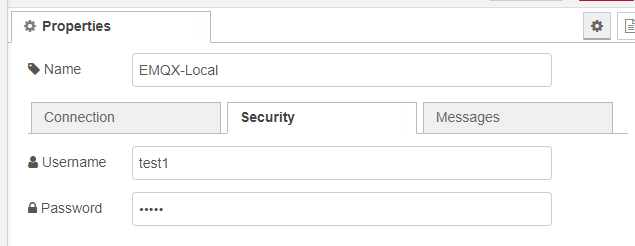 Properties
Name EMQX-Local
Connection Security Messages
Username test1
Password •••••